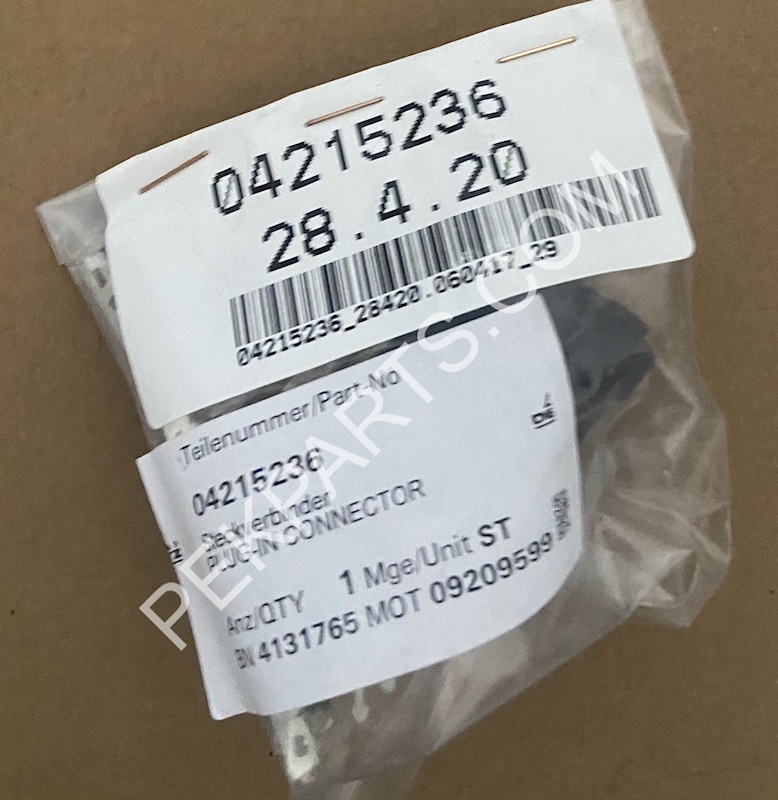 04215236
28.4.20
04215236_28420.060417_29
Teilenummer/Part-No
04215236
Steckverbinder
PLUG-IN CONNECTOR
Anz/QTY 1 Mge/Unit ST
BN 4131765 MOT 09209599
PEKPARTS.COM